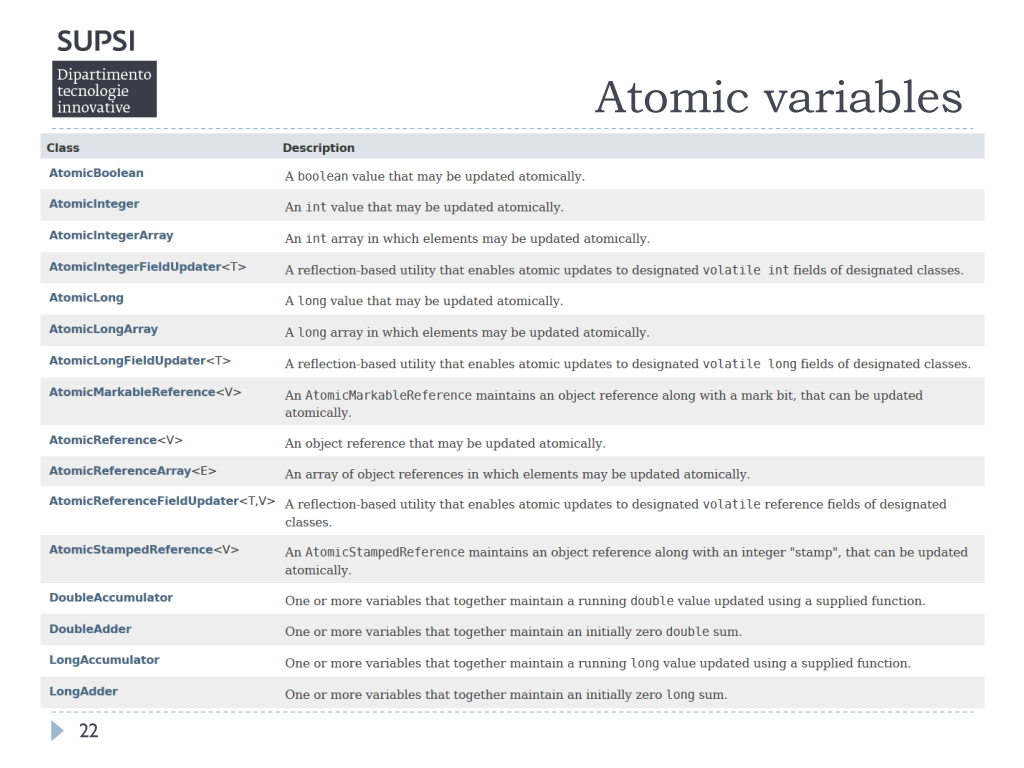 SUPSI
Dipartimento
tecnologie
innovative
Atomic variables
Class Description
AtomicBoolean A boolean value that may be updated atomically.
AtomicInteger An int value that may be updated atomically.
AtomicIntegerArray An int array in which elements may be updated atomically.
AtomicIntegerFieldUpdater<T> A reflection-based utility that enables atomic updates to designated volatile int fields of designated classes.
AtomicLong A long value that may be updated atomically.
AtomicLongArray A long array in which elements may be updated atomically.
AtomicLongFieldUpdater<T> A reflection-based utility that enables atomic updates to designated volatile long fields of designated classes.
AtomicMarkableReference<V> An AtomicMarkableReference maintains an object reference along with a mark bit, that can be updated
atomically.
AtomicReference<V> An object reference that may be updated atomically.
AtomicReferenceArray<E> An array of object references in which elements may be updated atomically.
AtomicReferenceFieldUpdater<T,V> A reflection-based utility that enables atomic updates to designated volatile reference fields of designated
classes.
AtomicStampedReference<V> An AtomicStampedReference maintains an object reference along with an integer "stamp", that can be updated
atomically.
DoubleAccumulator One or more variables that together maintain a running double value updated using a supplied function.
DoubleAdder One or more variables that together maintain an initially zero double sum.
LongAccumulator One or more variables that together maintain a running long value updated using a supplied function.
LongAdder One or more variables that together maintain an initially zero long sum.
22